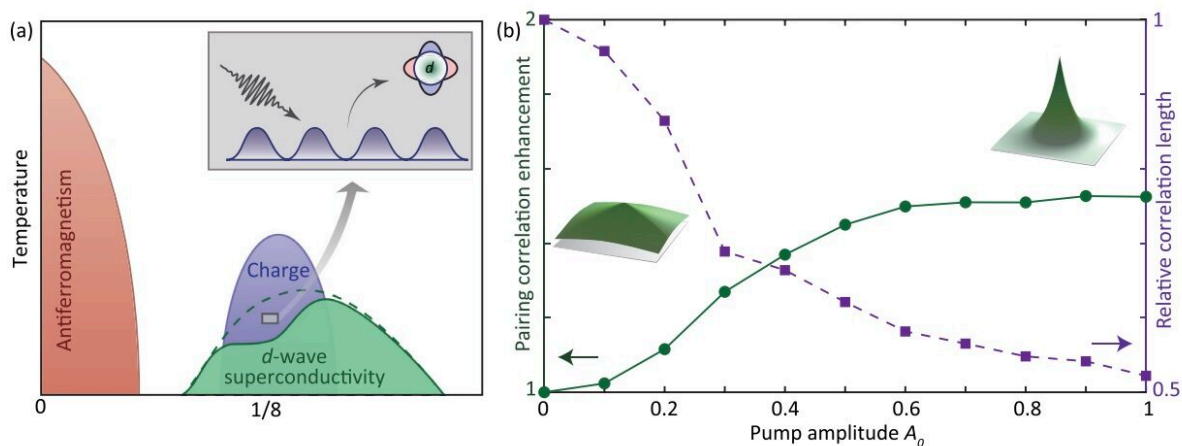 (a)
Temperature
Antiferromagnetism
d
Charge
d-wave
superconductivity
0
1/8
(b)
Pairing correlation enhancement
2
1
0
0.2
0.4
0.6
0.8
1
Pump amplitude A0
1
0.5
Relative correlation length